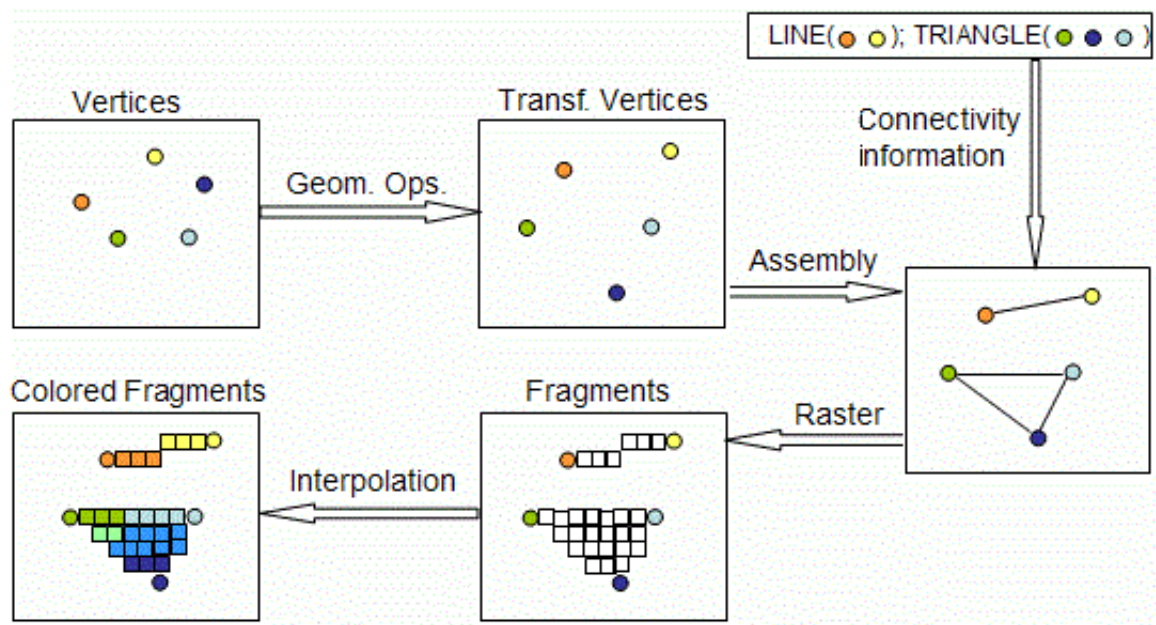 LINE( ); TRIANGLE( )
Vertices
Transf. Vertices
Connectivity
information
Geom. Ops.
Assembly
Colored Fragments
Fragments
Raster
Interpolation